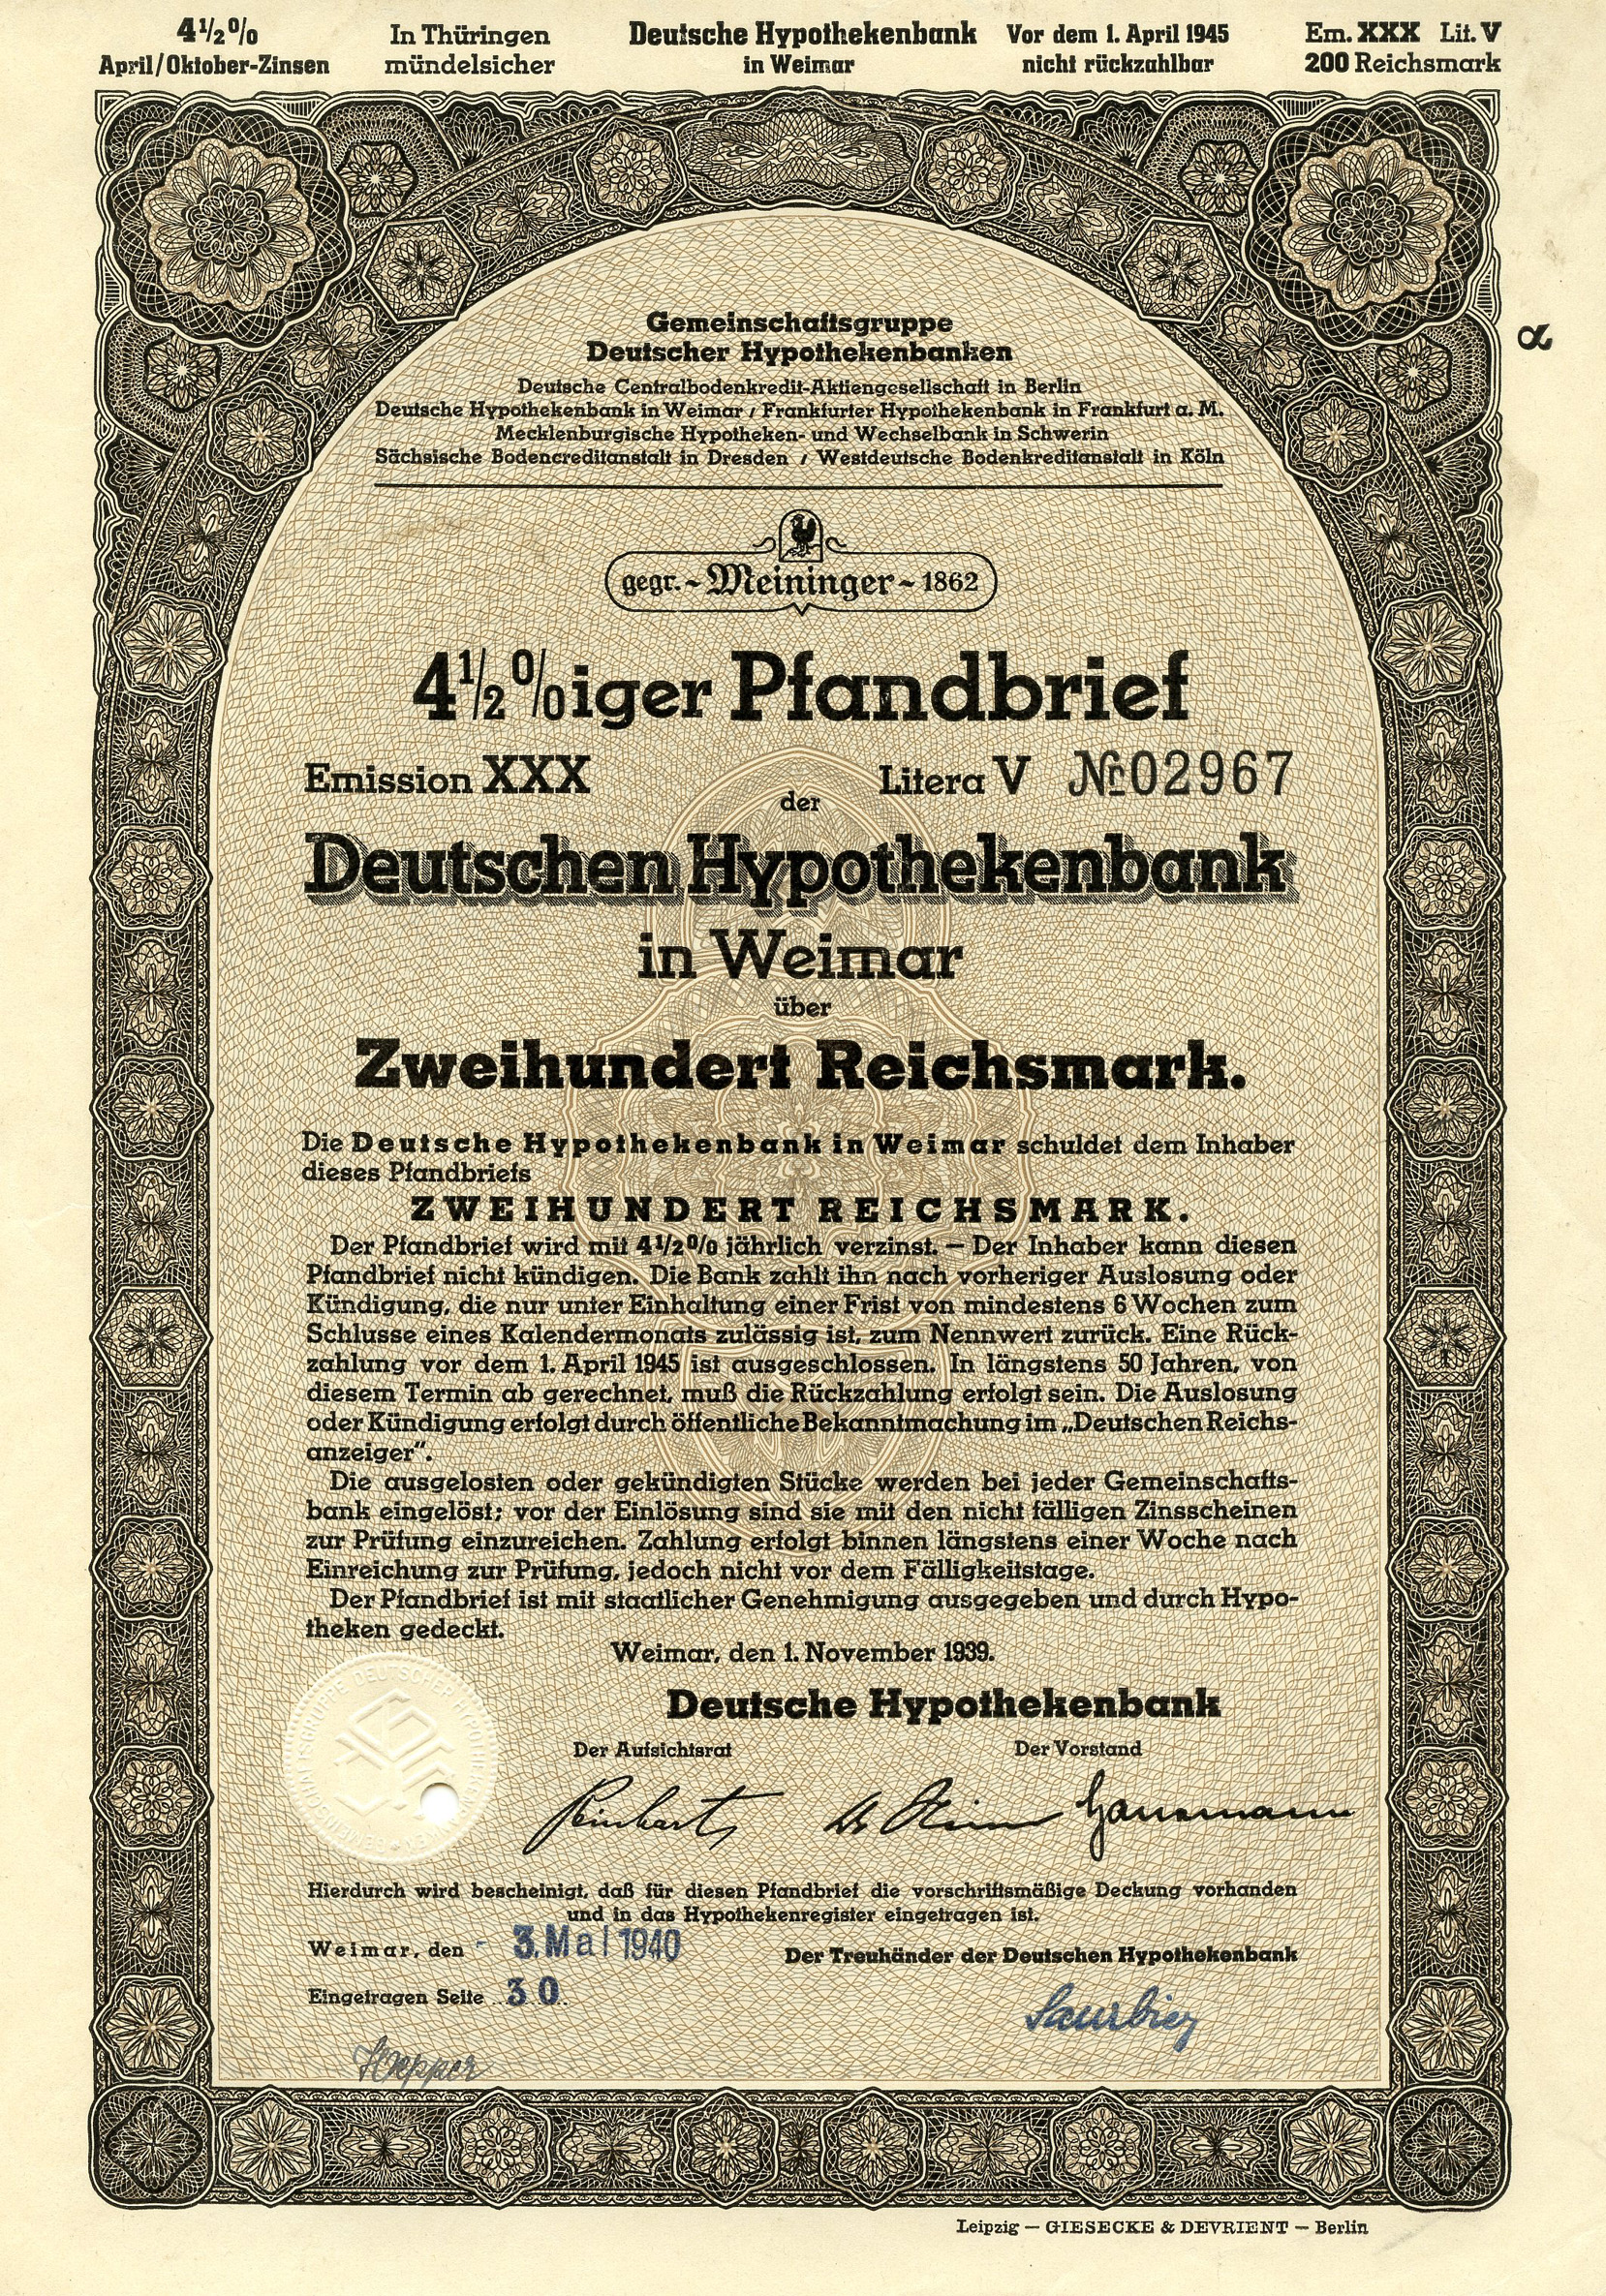 4½% April/Oktober-Zinsen
In Thüringen mündelsicher
Deutsche Hypothekenbank in Weimar
Vor dem 1. April 1945 nicht rückzahlbar
Em. XXX Lit. V 200 Reichsmark
α
Gemeinschaftsgruppe
Deutscher Hypothekenbanken
Deutsche Centralbodenkredit-Aktiengesellschaft in Berlin
Deutsche Hypothekenbank in Weimar / Frankfurter Hypothekenbank in Frankfurt a. M.
Mecklenburgische Hypotheken- und Wechselbank in Schwerin
Sächsische Bodencreditanstalt in Dresden / Westdeutsche Bodenkreditanstalt in Köln
gegr. ~ Meininger ~ 1862
4½%iger Pfandbrief
Emission XXX Litera V № 02967
der
Deutschen Hypothekenbank
in Weimar
über
Zweihundert Reichsmark.
Die Deutsche Hypothekenbank in Weimar schuldet dem Inhaber
dieses Pfandbriefs
ZWEIHUNDERT REICHSMARK.
Der Pfandbrief wird mit 4½% jährlich verzinst. — Der Inhaber kann diesen
Pfandbrief nicht kündigen. Die Bank zahlt ihn nach vorheriger Auslosung oder
Kündigung, die nur unter Einhaltung einer Frist von mindestens 6 Wochen zum
Schlusse eines Kalendermonats zulässig ist, zum Nennwert zurück. Eine Rück-
zahlung vor dem 1. April 1945 ist ausgeschlossen. In längstens 50 Jahren, von
diesem Termin ab gerechnet, muß die Rückzahlung erfolgt sein. Die Auslosung
oder Kündigung erfolgt durch öffentliche Bekanntmachung im „Deutschen Reichs-
anzeiger".
Die ausgelosten oder gekündigten Stücke werden bei jeder Gemeinschafts-
bank eingelöst; vor der Einlösung sind sie mit den nicht fälligen Zinsscheinen
zur Prüfung einzureichen. Zahlung erfolgt binnen längstens einer Woche nach
Einreichung zur Prüfung, jedoch nicht vor dem Fälligkeitstage.
Der Pfandbrief ist mit staatlicher Genehmigung ausgegeben und durch Hypo-
theken gedeckt.
Weimar, den 1. November 1939.
Deutsche Hypothekenbank
Der Aufsichtsrat Der Vorstand
Reinhart
Hierdurch wird bescheinigt, daß für diesen Pfandbrief die vorschriftsmäßige Deckung vorhanden
und in das Hypothekenregister eingetragen ist.
Weimar, den - 3. Mai 1940
Der Treuhänder der Deutschen Hypothekenbank
Eingetragen Seite 30
Saurbier
Leipzig — GIESECKE & DEVRIENT — Berlin